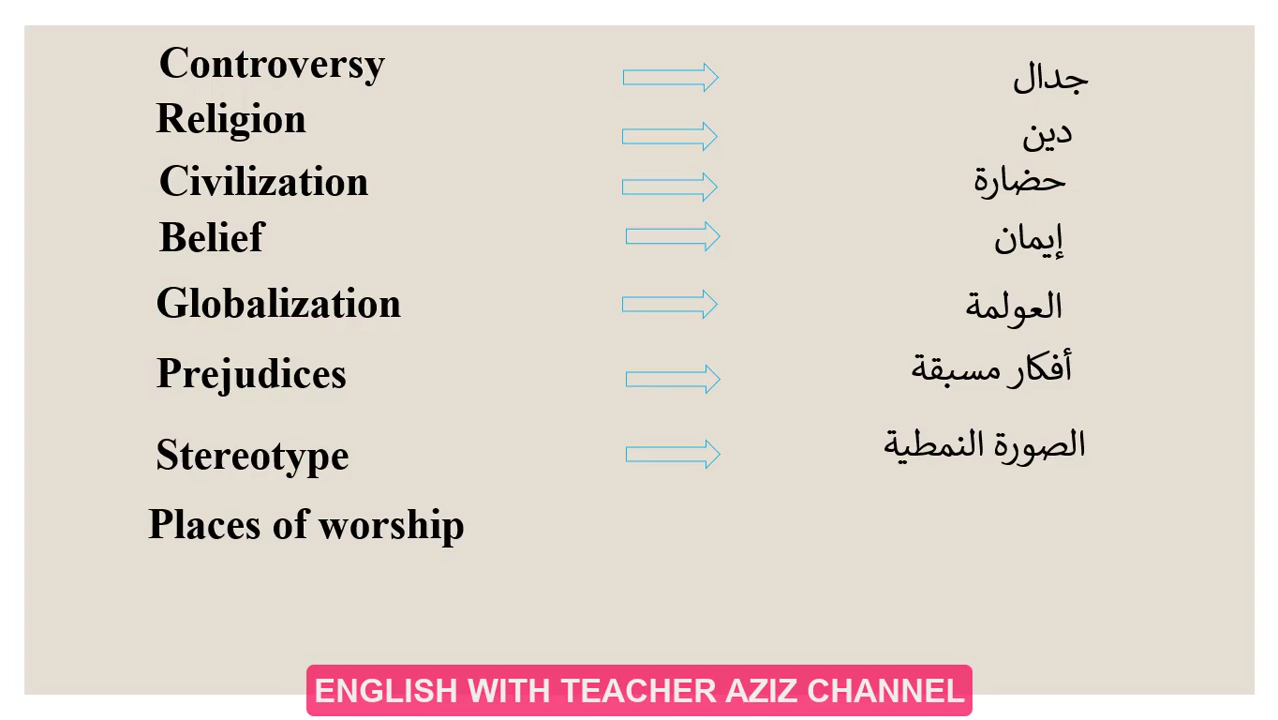 Controversy جدال
Religion دين
Civilization حضارة
Belief إيمان
Globalization العولمة
Prejudices أفكار مسبقة
Stereotype الصورة النمطية
Places of worship
ENGLISH WITH TEACHER AZIZ CHANNEL